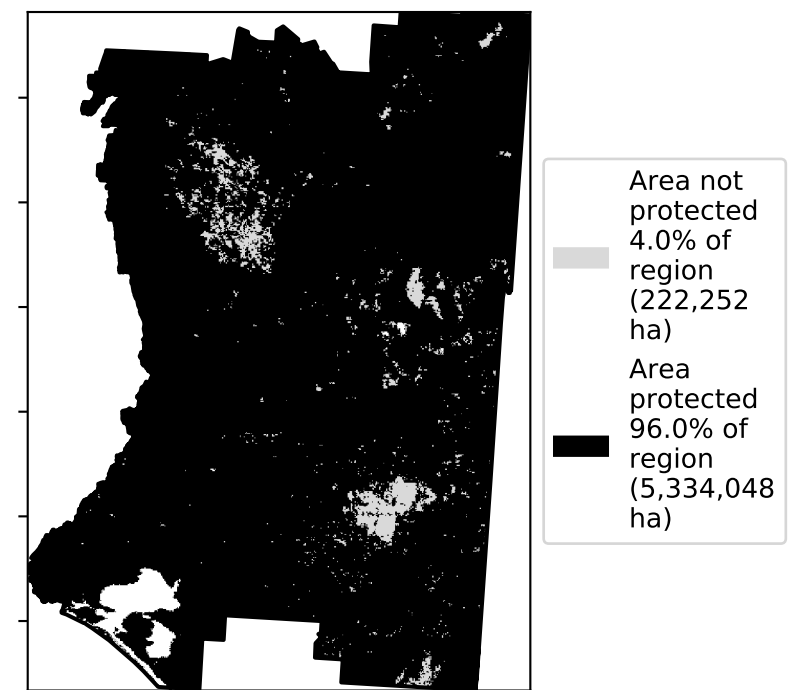 Area not
protected
4.0% of
region
(222,252
ha)
Area
protected
96.0% of
region
(5,334,048
ha)